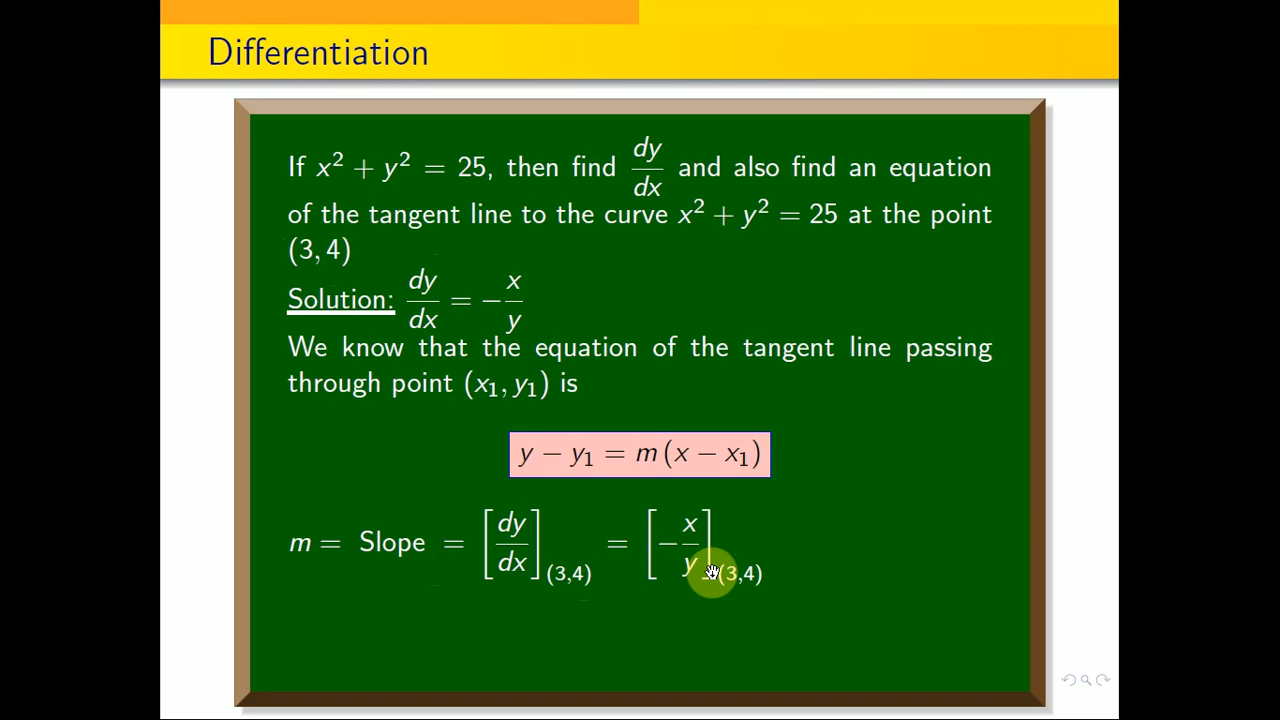 Differentiation
If x² + y² = 25, then find dy/dx and also find an equation
of the tangent line to the curve x² + y² = 25 at the point
(3, 4)
Solution: dy/dx = −x/y
We know that the equation of the tangent line passing
through point (x₁, y₁) is
y − y₁ = m (x − x₁)
m = Slope = [dy/dx](3,4) = [−x/y](3,4)